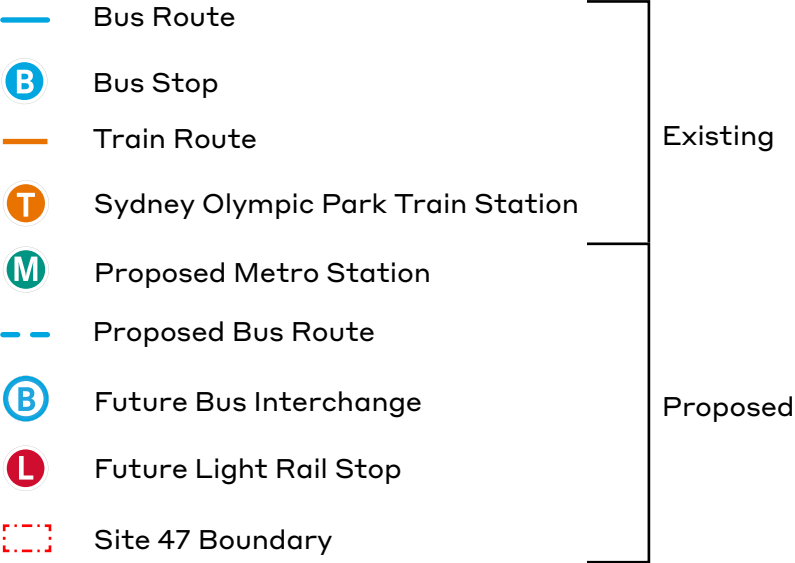 Bus Route
B Bus Stop
Train Route
Existing
T Sydney Olympic Park Train Station
M Proposed Metro Station
Proposed Bus Route
B Future Bus Interchange
Proposed
L Future Light Rail Stop
Site 47 Boundary